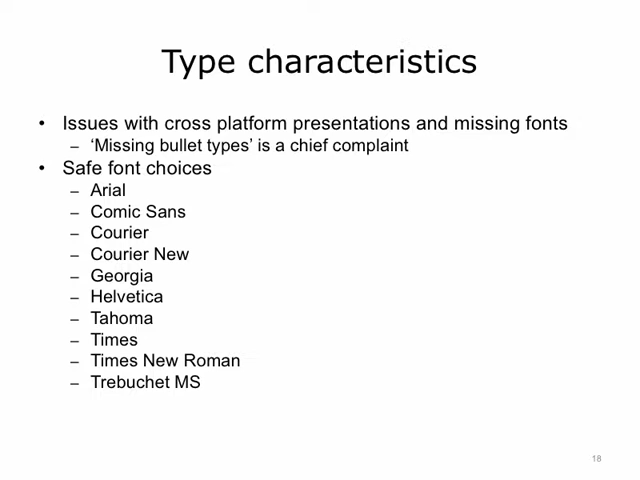 Type characteristics
• Issues with cross platform presentations and missing fonts
– ‘Missing bullet types’ is a chief complaint
• Safe font choices
– Arial
– Comic Sans
– Courier
– Courier New
– Georgia
– Helvetica
– Tahoma
– Times
– Times New Roman
– Trebuchet MS
18